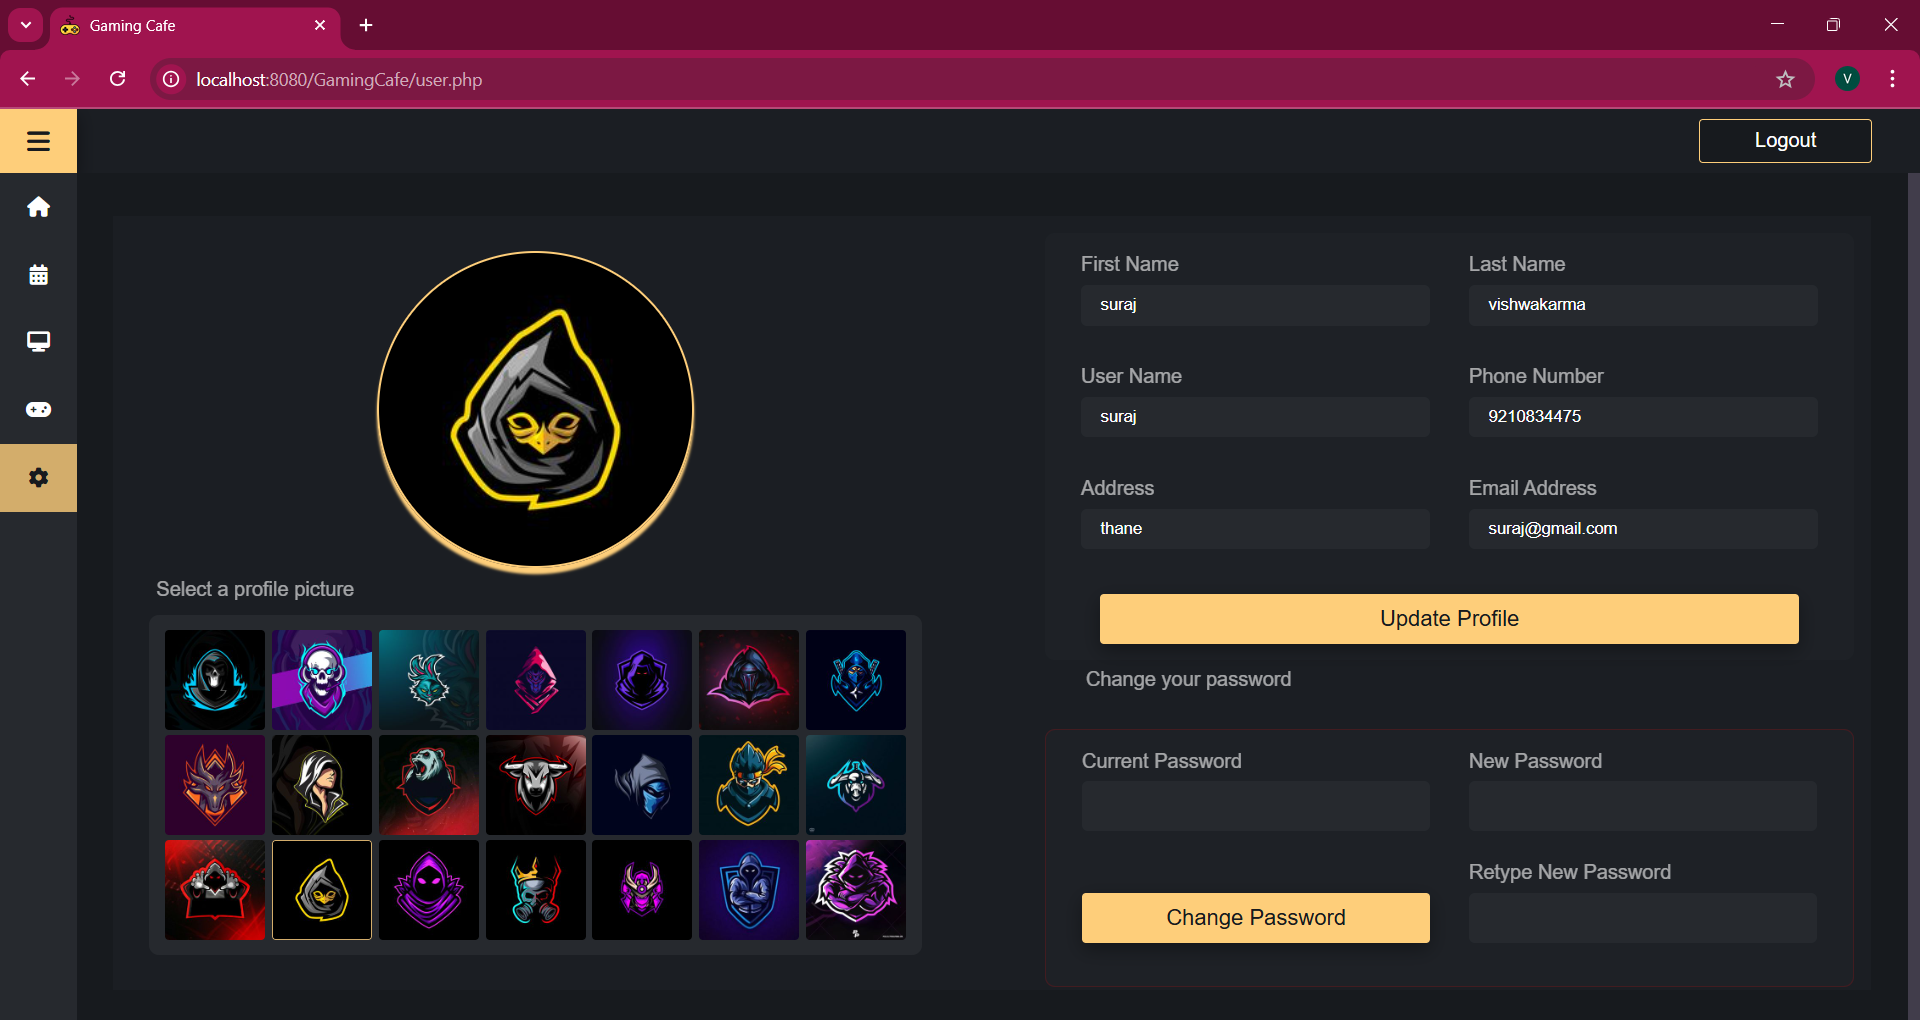 Gaming Cafe
localhost:8080/GamingCafe/user.php
V
Logout
First Name
Last Name
suraj
vishwakarma
User Name
Phone Number
suraj
9210834475
Address
Email Address
thane
suraj@gmail.com
Select a profile picture
Update Profile
Change your password
Current Password
New Password
Retype New Password
Change Password